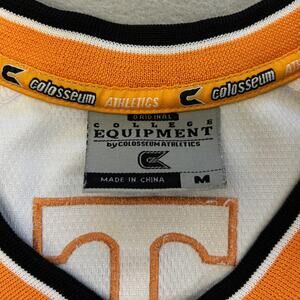 colosseum ATHLETICS colosseum
ORIGINAL
COLLEGE
EQUIPMENT
by COLOSSEUM ATHLETICS
MADE IN CHINA
M
T